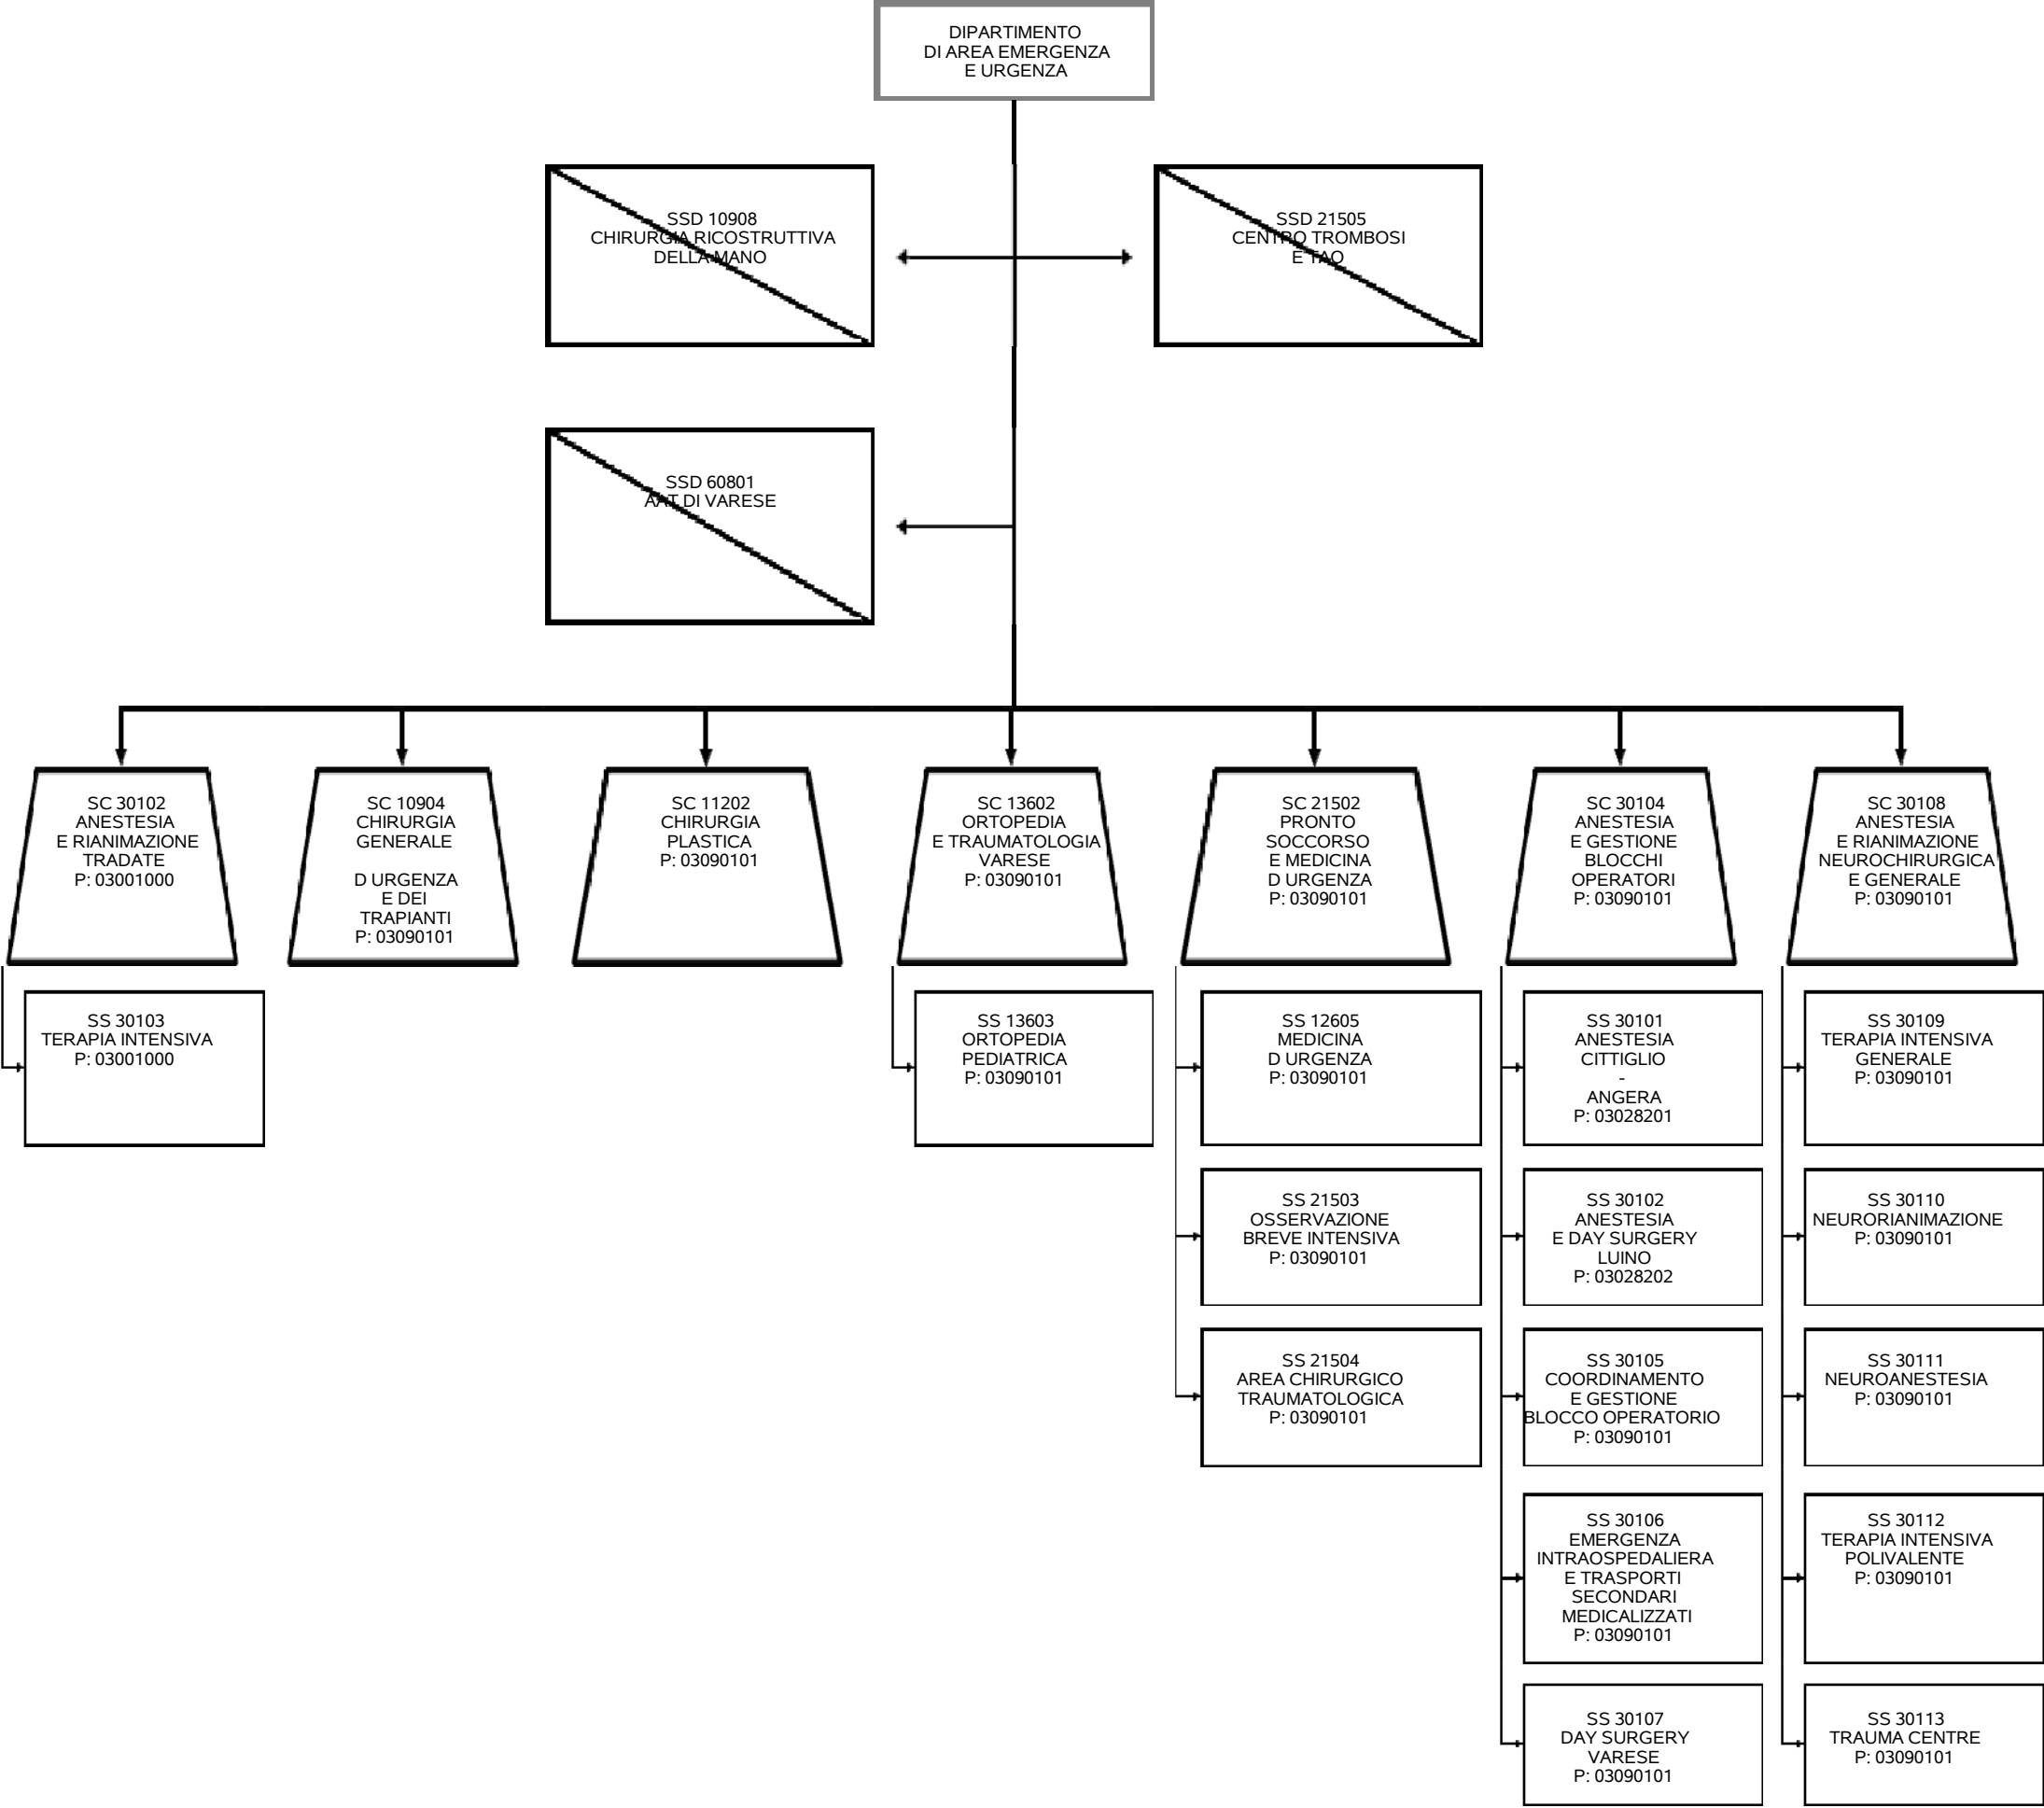 DIPARTIMENTO
DI AREA EMERGENZA
E URGENZA
SSD 10908
CHIRURGIA RICOSTRUTTIVA
DELLA MANO
SSD 21505
CENTRO TROMBOSI
E TAO
SSD 60801
AAT DI VARESE
SC 30102
ANESTESIA
E RIANIMAZIONE
TRADATE
P: 03001000
SC 10904
CHIRURGIA
GENERALE
D URGENZA
E DEI
TRAPIANTI
P: 03090101
SC 11202
CHIRURGIA
PLASTICA
P: 03090101
SC 13602
ORTOPEDIA
E TRAUMATOLOGIA
VARESE
P: 03090101
SC 21502
PRONTO
SOCCORSO
E MEDICINA
D URGENZA
P: 03090101
SC 30104
ANESTESIA
E GESTIONE
BLOCCHI
OPERATORI
P: 03090101
SC 30108
ANESTESIA
E RIANIMAZIONE
NEUROCHIRURGICA
E GENERALE
P: 03090101
SS 30103
TERAPIA INTENSIVA
P: 03001000
SS 13603
ORTOPEDIA
PEDIATRICA
P: 03090101
SS 12605
MEDICINA
D URGENZA
P: 03090101
SS 30101
ANESTESIA
CITTIGLIO
-
ANGERA
P: 03028201
SS 30109
TERAPIA INTENSIVA
GENERALE
P: 03090101
SS 21503
OSSERVAZIONE
BREVE INTENSIVA
P: 03090101
SS 30102
ANESTESIA
E DAY SURGERY
LUINO
P: 03028202
SS 30110
NEURORIANIMAZIONE
P: 03090101
SS 21504
AREA CHIRURGICO
TRAUMATOLOGICA
P: 03090101
SS 30105
COORDINAMENTO
E GESTIONE
BLOCCO OPERATORIO
P: 03090101
SS 30111
NEUROANESTESIA
P: 03090101
SS 30106
EMERGENZA
INTRAOSPEDALIERA
E TRASPORTI
SECONDARI
MEDICALIZZATI
P: 03090101
SS 30112
TERAPIA INTENSIVA
POLIVALENTE
P: 03090101
SS 30107
DAY SURGERY
VARESE
P: 03090101
SS 30113
TRAUMA CENTRE
P: 03090101